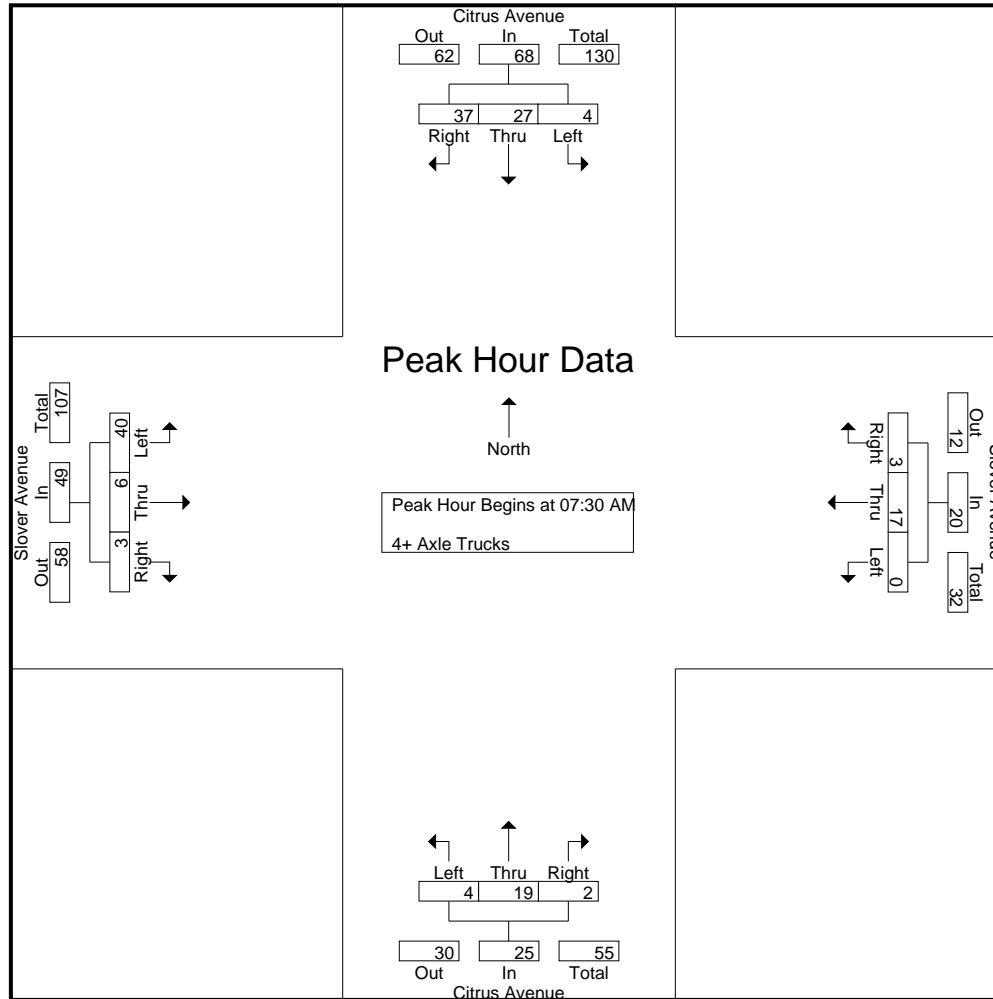 Citrus Avenue
Out In Total
62 68 130
37 27 4
Right Thru Left
Peak Hour Data
North
Peak Hour Begins at 07:30 AM
4+ Axle Trucks
Slover Avenue
Total In Out
107 49 58
40 6 3
Left Thru Right
Right Thru Left
3 17 0
Out In Total
12 20 32
Slover Avenue
Left Thru Right
4 19 2
30 25 55
Out In Total
Citrus Avenue